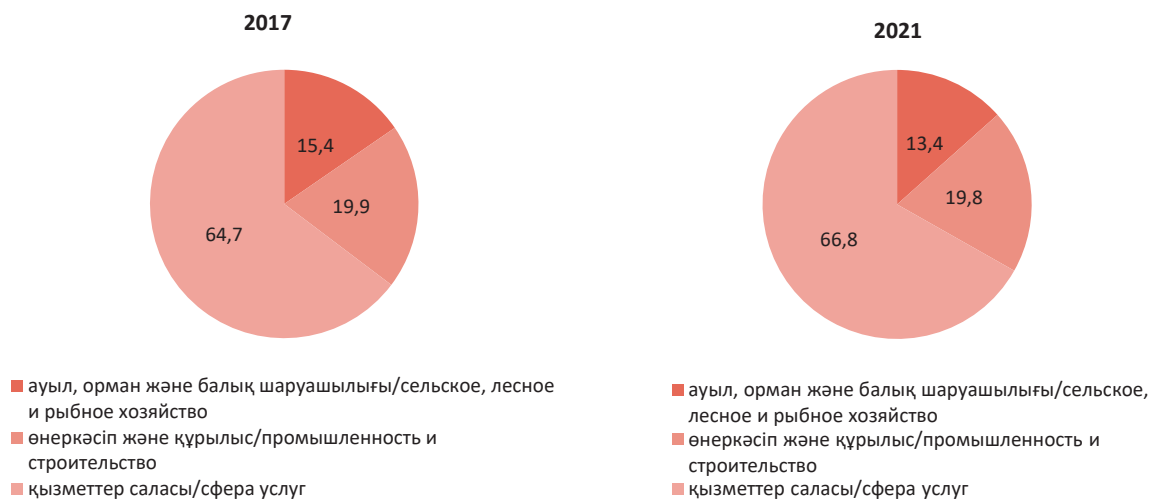 2017
15,4
19,9
64,7
ауыл, орман және балық шаруашылығы/сельское, лесное
и рыбное хозяйство
өнеркәсіп және құрылыс/промышленность и
строительство
қызметтер саласы/сфера услуг
2021
13,4
19,8
66,8
ауыл, орман және балық шаруашылығы/сельское,
лесное и рыбное хозяйство
өнеркәсіп және құрылыс/промышленность и
строительство
қызметтер саласы/сфера услуг